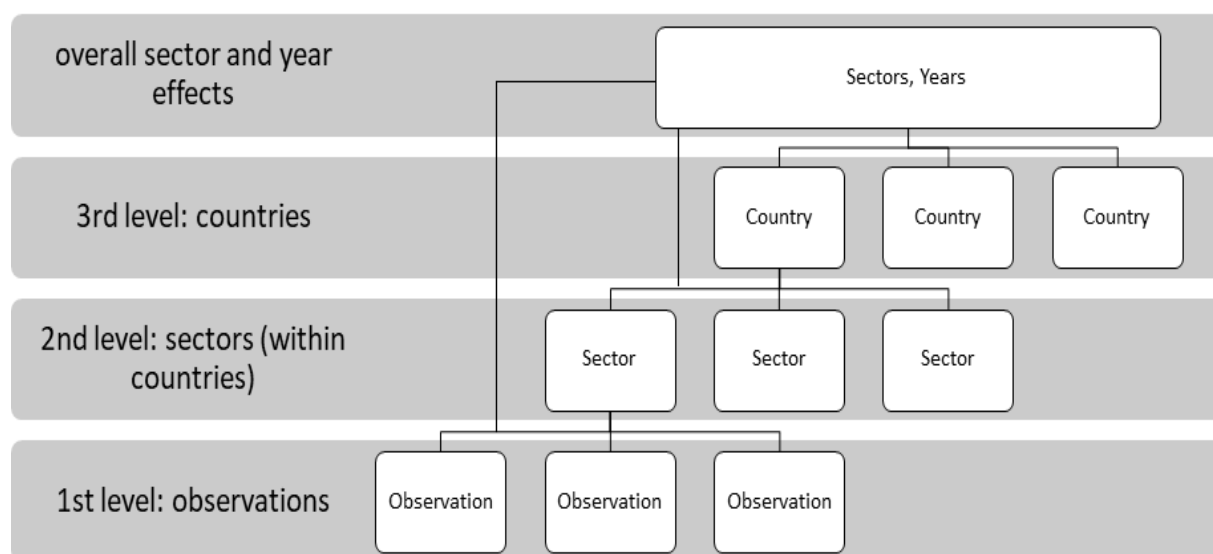 overall sector and year
effects
Sectors, Years
3rd level: countries
Country
Country
Country
2nd level: sectors (within
countries)
Sector
Sector
Sector
1st level: observations
Observation
Observation
Observation